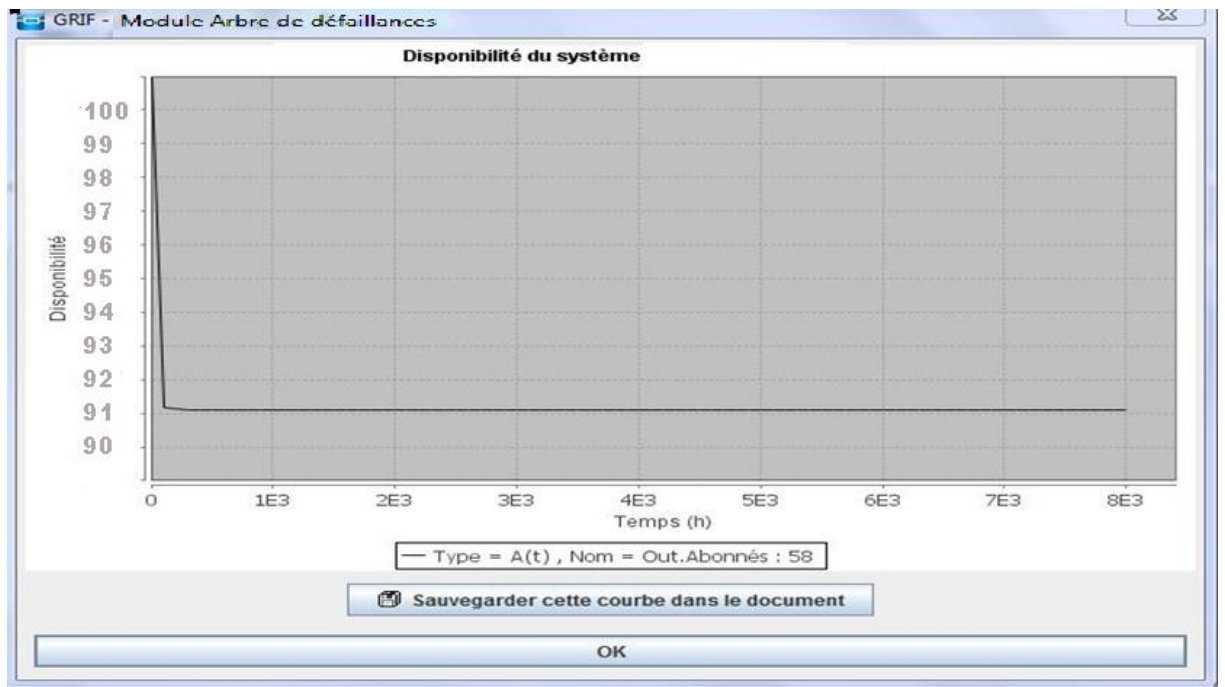 GRIF - Module Arbre de défaillances
Disponibilité du système
Disponibilité
100
99
98
97
96
95
94
93
92
91
90
0 1E3 2E3 3E3 4E3 5E3 6E3 7E3 8E3
Temps (h)
Type = A(t) , Nom = Out.Abonnés : 58
Sauvegarder cette courbe dans le document
OK